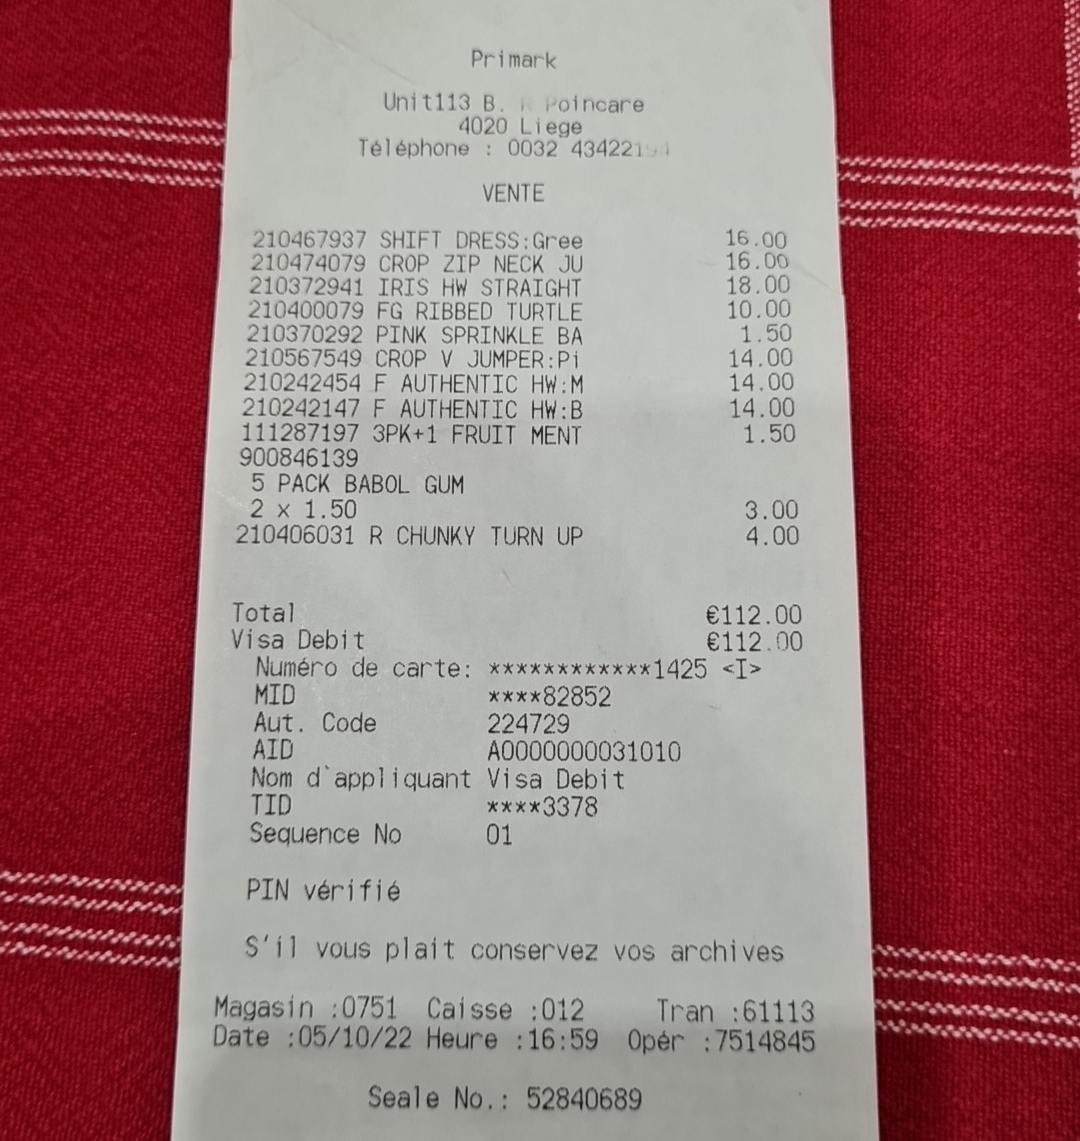 Primark
Unit113 B. Poincare
4020 Liege
Téléphone : 0032
VENTE
210467937 SHIFT DRESS:Gree 16.00
210474079 CROP ZIP NECK JU 16.00
210372941 IRIS HW STRAIGHT 18.00
210400079 FG RIBBED TURTLE 10.00
210370292 PINK SPRINKLE BA 1.50
210567549 CROP V JUMPER:Pi 14.00
210242454 F AUTHENTIC HW:M 14.00
210242147 F AUTHENTIC HW:B 14.00
111287197 3PK+1 FRUIT MENT 1.50
900846139
5 PACK BABOL GUM
2 x 1.50 3.00
210406031 R CHUNKY TURN UP 4.00
Total €112.00
Visa Debit €112.00
Numéro de carte: ************1425 <I>
MID ****82852
Aut. Code 224729
AID A0000000031010
Nom d`appliquant Visa Debit
TID ****3378
Sequence No 01
PIN vérifié
S'il vous plait conservez vos archives
Magasin :0751 Caisse :012 Tran :61113
Date :05/10/22 Heure :16:59 Opér :7514845
Seale No.: 52840689